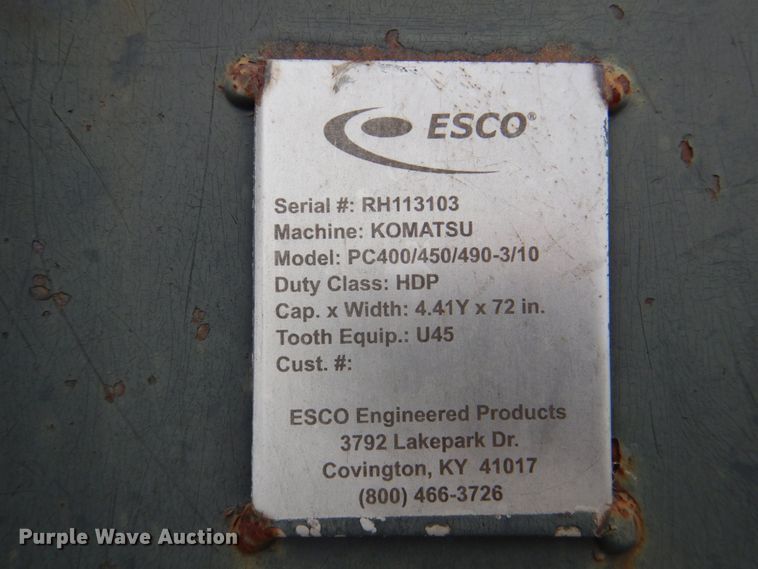 ESCO®
Serial #: RH113103
Machine: KOMATSU
Model: PC400/450/490-3/10
Duty Class: HDP
Cap. x Width: 4.41Y x 72 in.
Tooth Equip.: U45
Cust. #:
ESCO Engineered Products
3792 Lakepark Dr.
Covington, KY 41017
(800) 466-3726
Purple Wave Auction